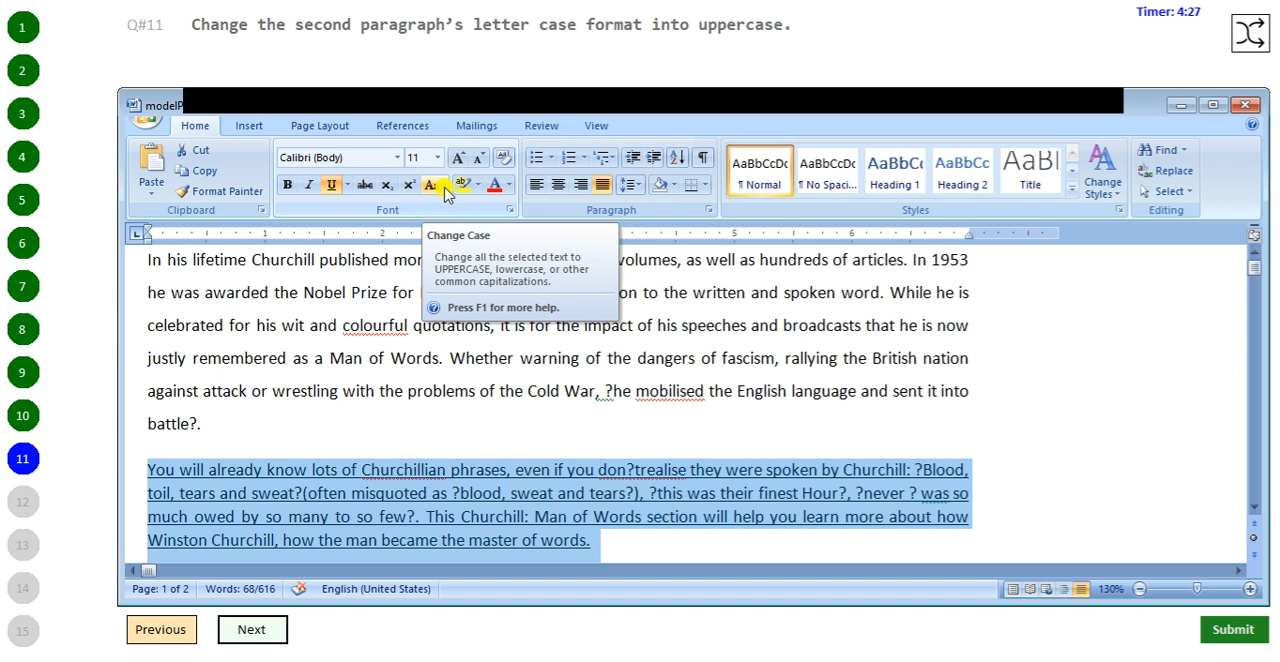 Timer: 4:27
Q#11 Change the second paragraph's letter case format into uppercase.
1
2
3
4
5
6
7
8
9
10
11
12
13
14
15
modelP
Home Insert Page Layout References Mailings Review View
Paste
Cut
Copy
Format Painter
Clipboard
Calibri (Body) 11
B I U abc
Font
Paragraph
AaBbCcDc AaBbCcDc AaBbCc AaBbCc AaBl
¶ Normal ¶ No Spaci... Heading 1 Heading 2 Title
Change
Styles
Styles
Find
Replace
Select
Editing
1 2 5 6
Change Case
Change all the selected text to
UPPERCASE, lowercase, or other
common capitalizations.
Press F1 for more help.
In his lifetime Churchill published volumes, as well as hundreds of articles. In 1953
he was awarded the Nobel Prize for on to the written and spoken word. While he is
celebrated for his wit and colourful quotations, it is for the impact of his speeches and broadcasts that he is now
justly remembered as a Man of Words. Whether warning of the dangers of fascism, rallying the British nation
against attack or wrestling with the problems of the Cold War, ?he mobilised the English language and sent it into
battle?.
You will already know lots of Churchillian phrases, even if you don?trealise they were spoken by Churchill: ?Blood,
toil, tears and sweat?(often misquoted as ?blood, sweat and tears?), ?this was their finest Hour?, ?never ? was so
much owed by so many to so few?. This Churchill: Man of Words section will help you learn more about how
Winston Churchill, how the man became the master of words.
Page: 1 of 2 Words: 68/616 English (United States) 130%
Previous Next Submit